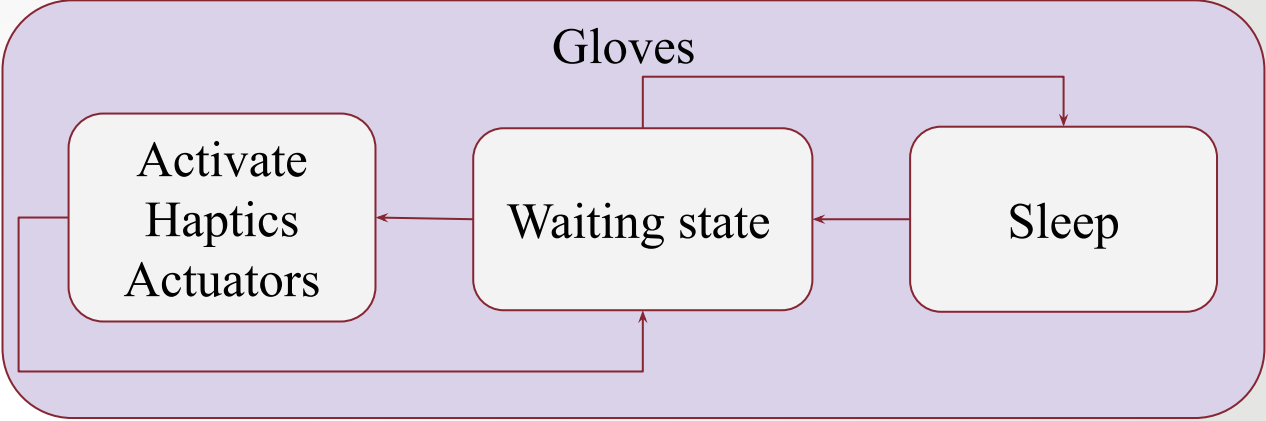 Gloves
Activate
Haptics
Actuators
Waiting state
Sleep